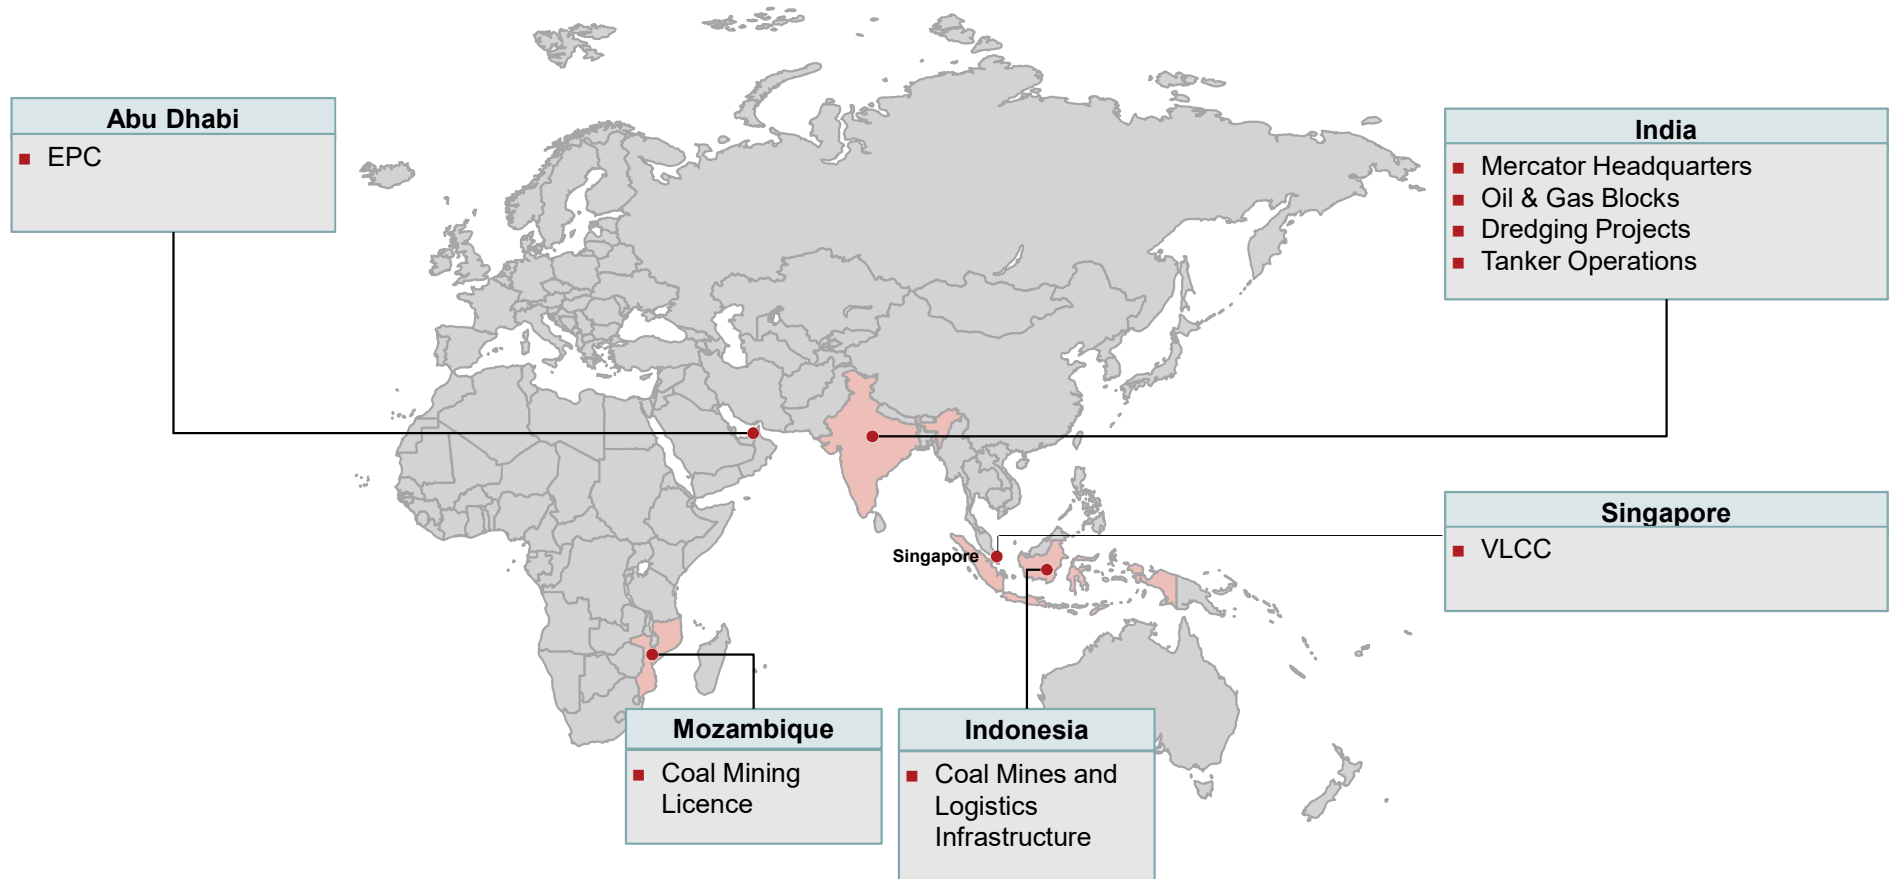 Abu Dhabi
EPC
India
Mercator Headquarters
Oil & Gas Blocks
Dredging Projects
Tanker Operations
Singapore
VLCC
Singapore
Mozambique
Coal Mining
Licence
Indonesia
Coal Mines and
Logistics
Infrastructure